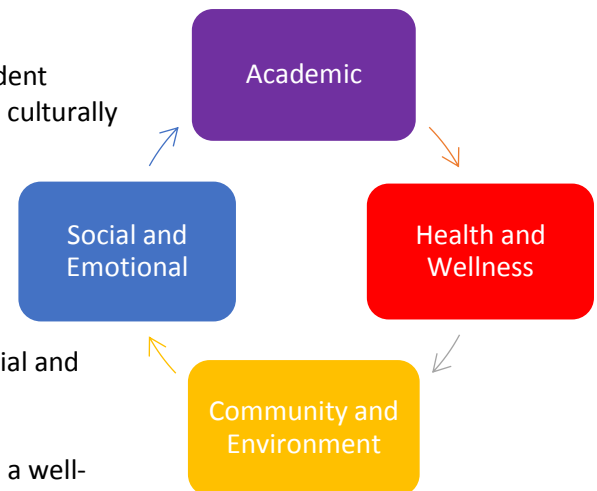 Academic
dent
culturally
Social and
Emotional
Health and
Wellness
ial and
Community and
Environment
a well-